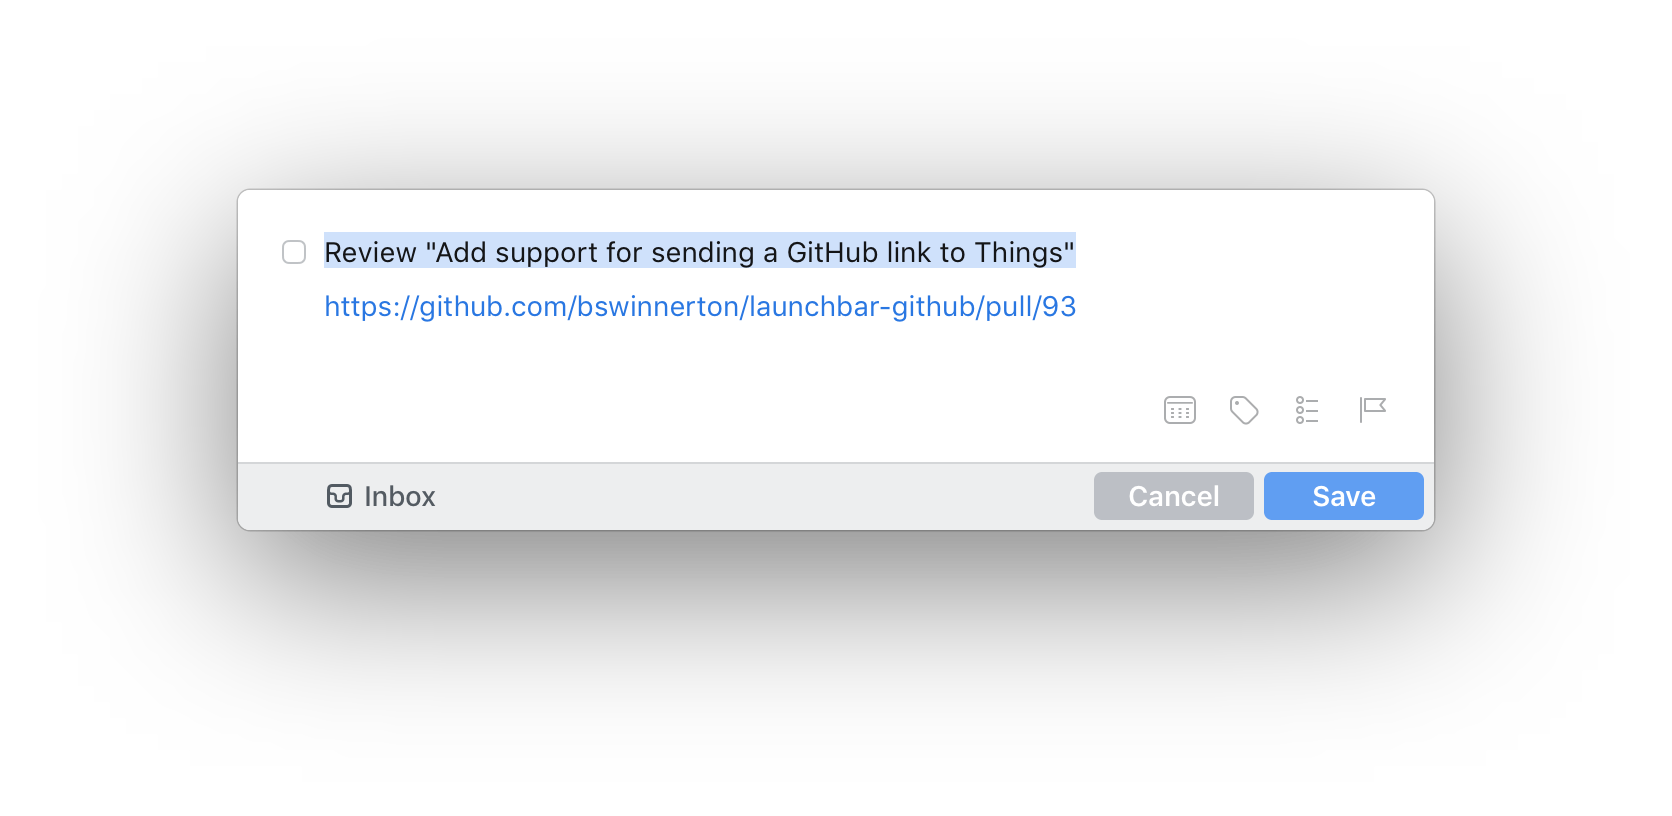 Review "Add support for sending a GitHub link to Things"
https://github.com/bswinnerton/launchbar-github/pull/93
Inbox
Cancel
Save